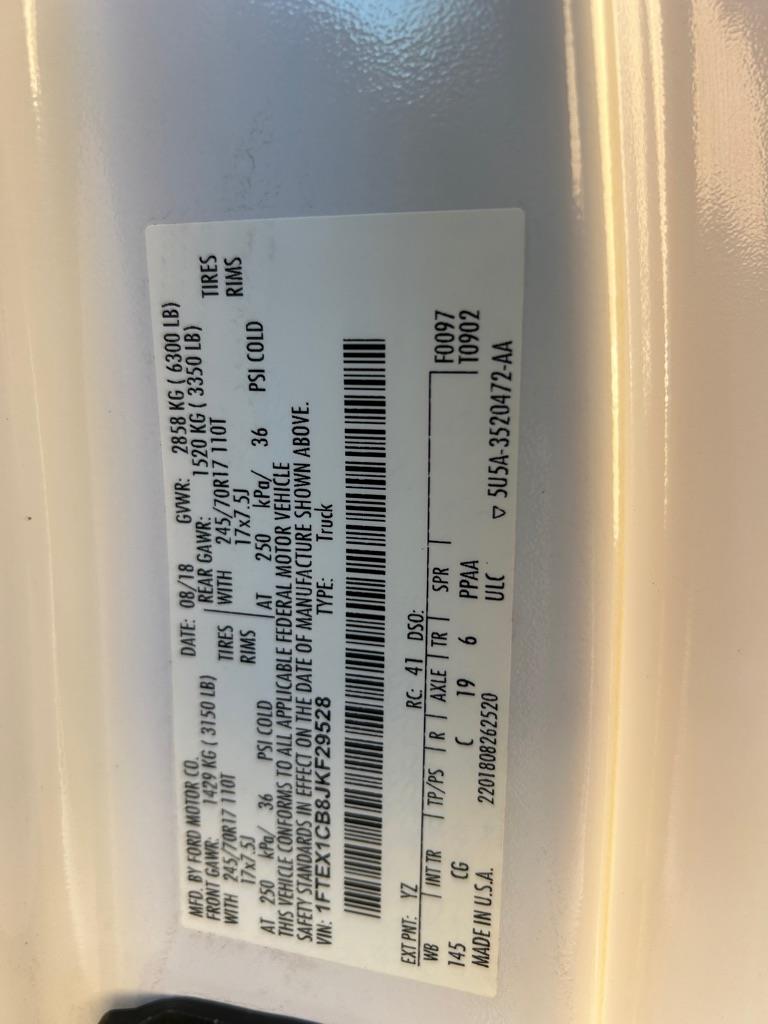 MFD. BY FORD MOTOR CO. DATE: 08/18 GVWR: 2858 KG ( 6300 LB)
FRONT GAWR: 1429 KG ( 3150 LB) REAR GAWR: 1520 KG ( 3350 LB)
WITH 245/70R17 110T TIRES WITH 245/70R17 110T TIRES
17x7.5J RIMS 17x7.5J RIMS
AT 250 kPa/ 36 PSI COLD AT 250 kPa/ 36 PSI COLD
THIS VEHICLE CONFORMS TO ALL APPLICABLE FEDERAL MOTOR VEHICLE
SAFETY STANDARDS IN EFFECT ON THE DATE OF MANUFACTURE SHOWN ABOVE.
VIN: 1FTEX1CB8JKF29528 TYPE: Truck
EXT PNT: YZ RC: 41 DSO:
WB INT TR TP/PS R AXLE TR SPR F0097
145 CG C 19 6 PPAA T0902
MADE IN U.S.A. 2201808262520 ULC ▽ 5U5A-3520472-AA